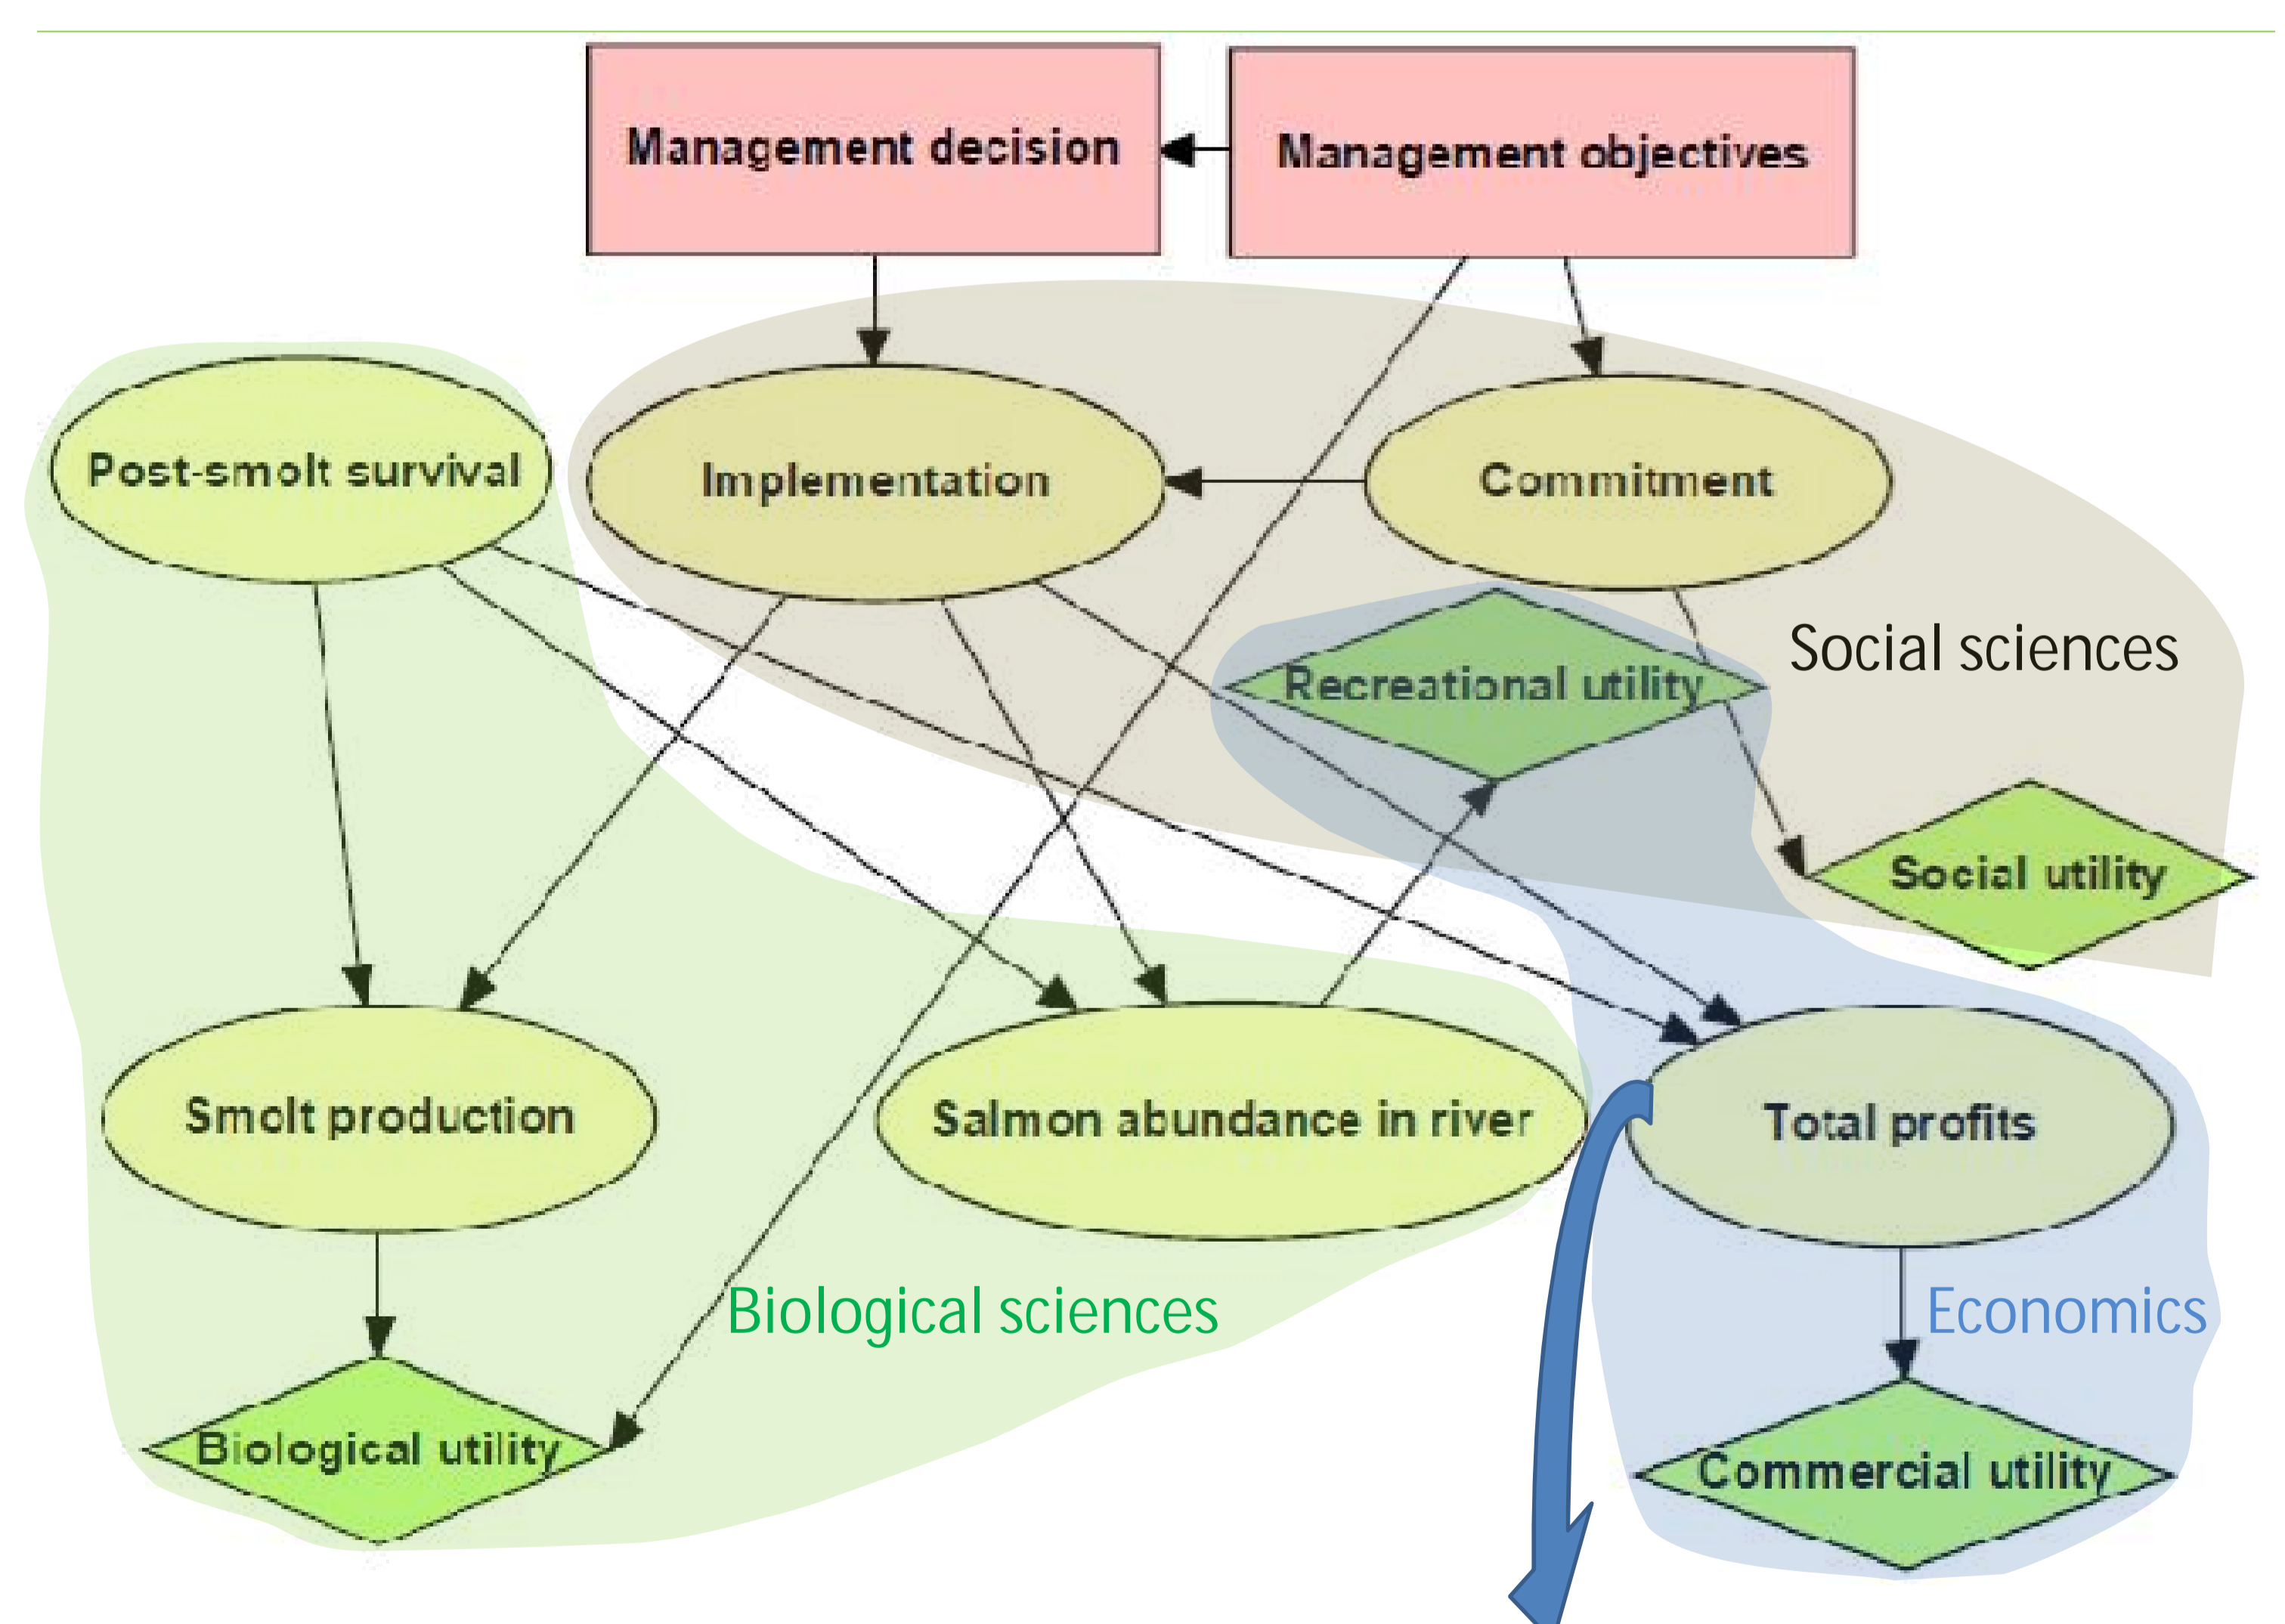 Management decision
Management objectives
Post-smolt survival
Implementation
Commitment
Social sciences
Recreational utility
Social utility
Smolt production
Salmon abundance in river
Total profits
Biological sciences
Economics
Biological utility
Commercial utility